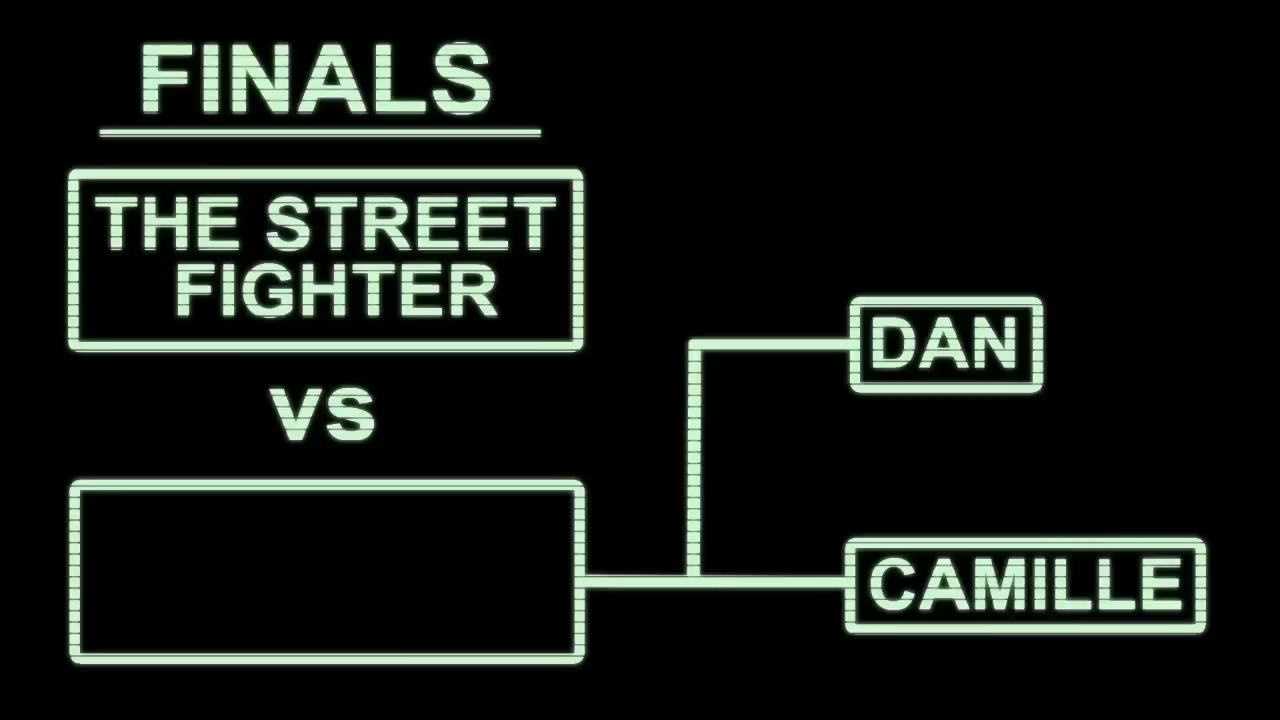 FINALS
THE STREET
FIGHTER
VS
DAN
CAMILLE